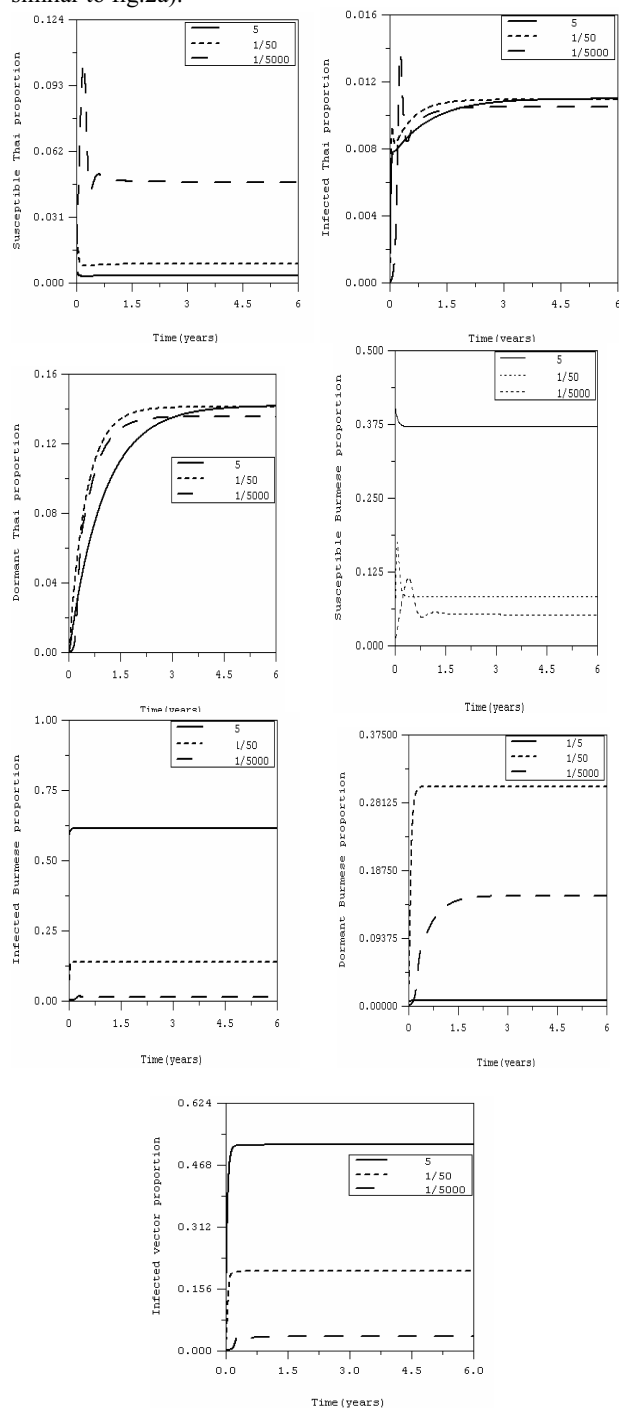 similar to fig.2a).
0.124
0.093
0.062
0.031
0.000
Susceptible Thai proportion
5
1/50
1/5000
0 1.5 3 4.5 6
Time(years)
0.016
0.012
0.008
0.004
0.000
Infected Thai proportion
5
1/50
1/5000
0 1.5 3 4.5 6
Time(years)
0.16
0.12
0.08
0.04
0.00
Dormant Thai proportion
5
1/50
1/5000
0 1.5 3 4.5 6
Time(years)
0.500
0.375
0.250
0.125
0.000
Susceptible Burmese proportion
5
1/50
1/5000
0 1.5 3 4.5 6
Time(years)
1.00
0.75
0.50
0.25
0.00
Infected Burmese proportion
5
1/50
1/5000
0 1.5 3 4.5 6
Time(years)
0.37500
0.28125
0.18750
0.09375
0.00000
Dormant Burmese proportion
1/5
1/50
1/5000
0 1.5 3 4.5 6
Time(years)
0.624
0.468
0.312
0.156
0.000
Infected vector proportion
5
1/50
1/5000
0.0 1.5 3.0 4.5 6.0
Time(years)